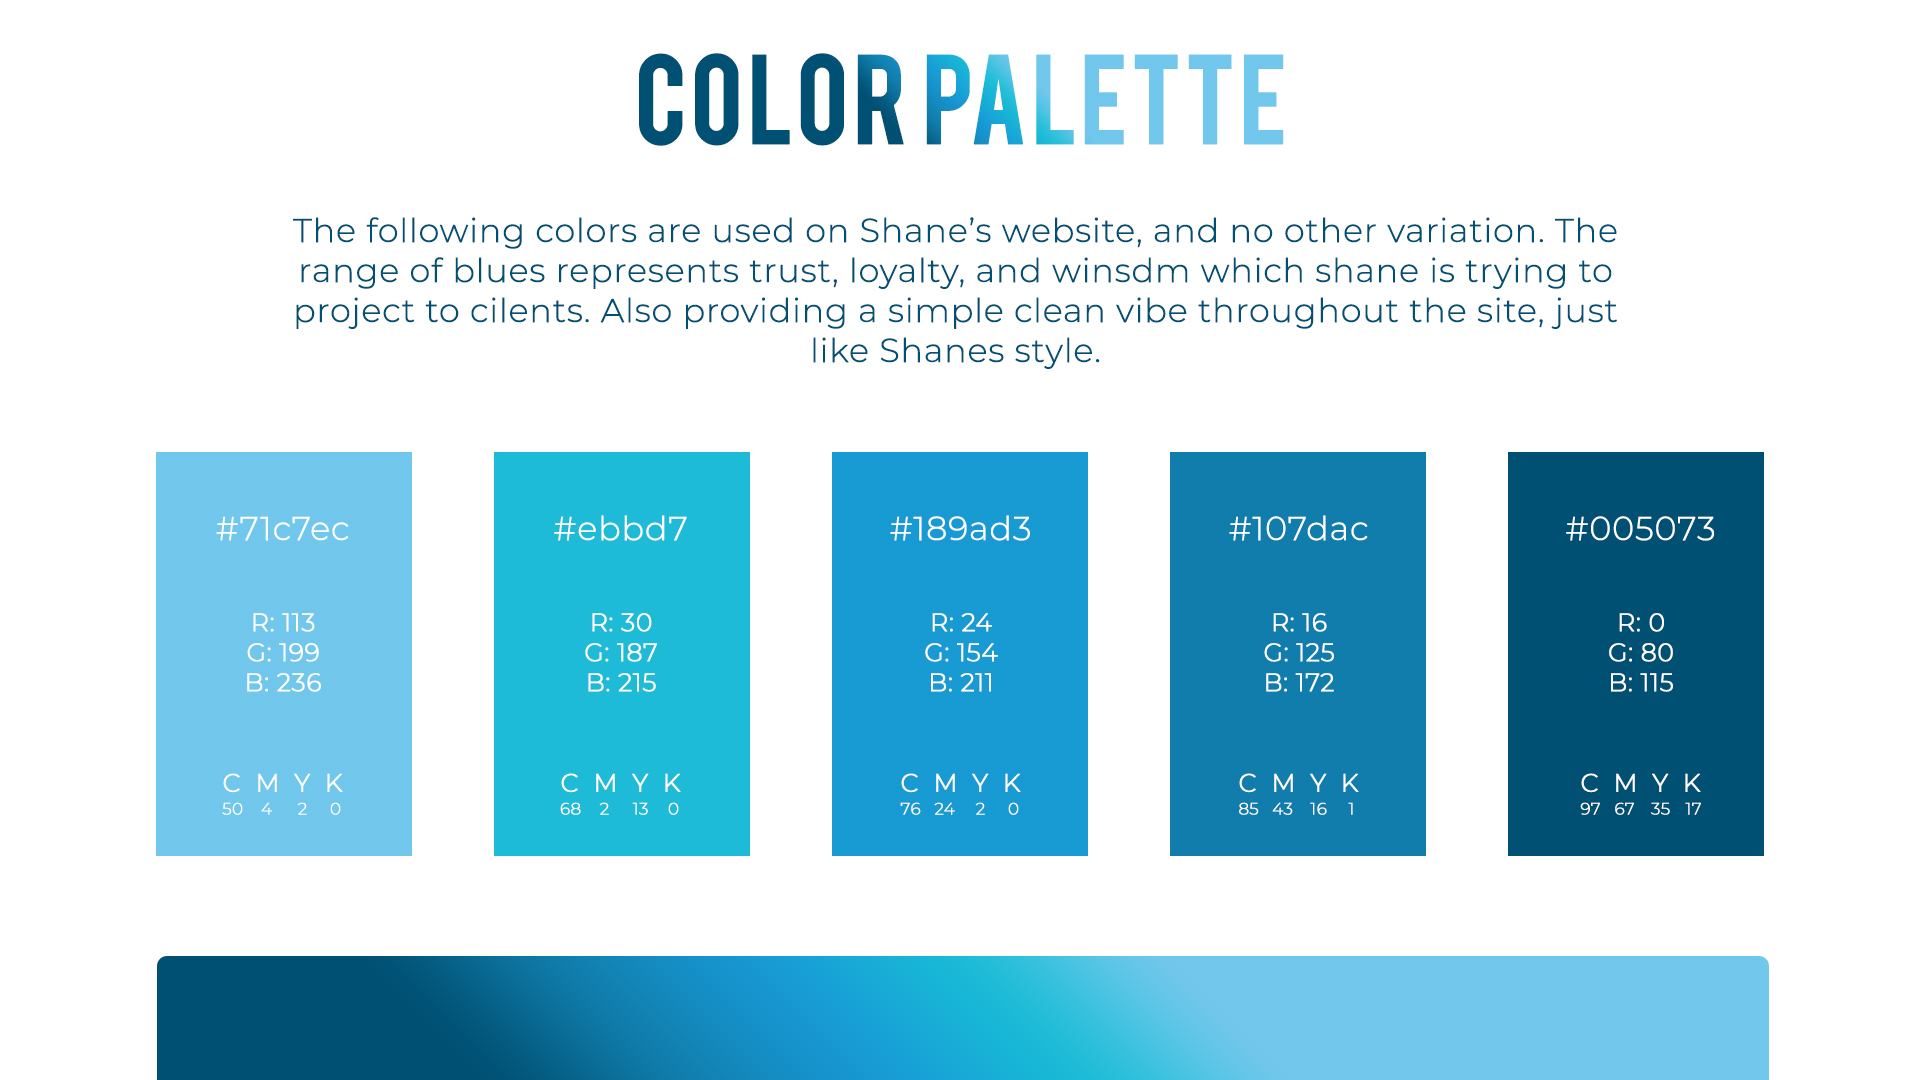 COLOR PALETTE
The following colors are used on Shane’s website, and no other variation. The
range of blues represents trust, loyalty, and winsdm which shane is trying to
project to cilents. Also providing a simple clean vibe throughout the site, just
like Shanes style.
#71c7ec
R: 113
G: 199
B: 236
C M Y K
50 4 2 0
#ebbd7
R: 30
G: 187
B: 215
C M Y K
68 2 13 0
#189ad3
R: 24
G: 154
B: 211
C M Y K
76 24 2 0
#107dac
R: 16
G: 125
B: 172
C M Y K
85 43 16 1
#005073
R: 0
G: 80
B: 115
C M Y K
97 67 35 17